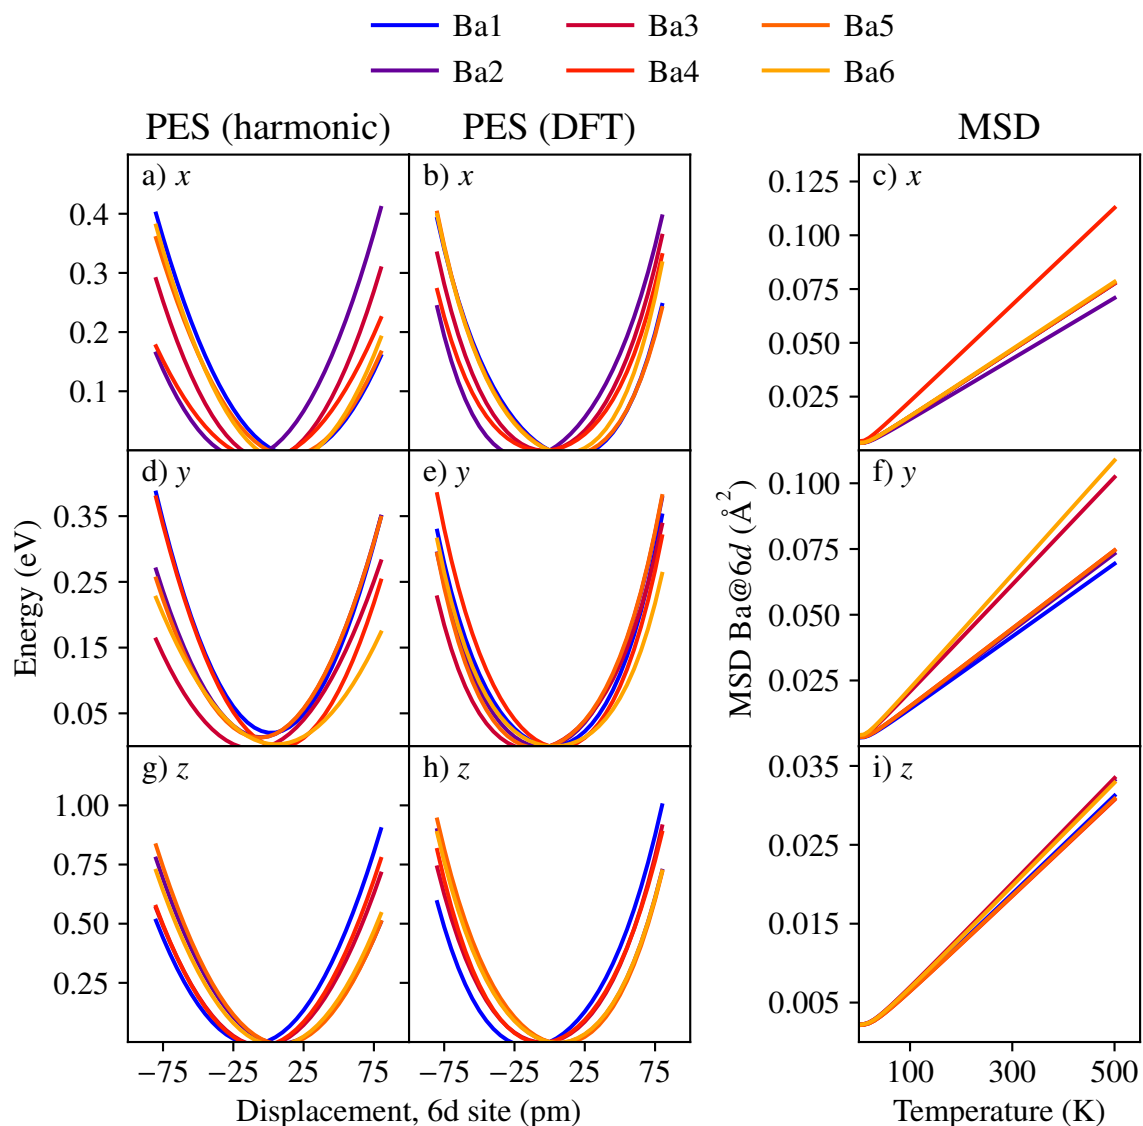 Ba1 Ba3 Ba5
Ba2 Ba4 Ba6
PES (harmonic) PES (DFT) MSD
a) x b) x c) x
0.4
0.3
0.2
0.1
0.125
0.100
0.075
0.050
0.025
d) y e) y f) y
0.35
0.25
0.15
0.05
0.100
0.075
0.050
0.025
Energy (eV)
MSD Ba@6d (Å²)
g) z h) z i) z
1.00
0.75
0.50
0.25
0.035
0.025
0.015
0.005
−75 −25 25 75 −75 −25 25 75 100 300 500
Displacement, 6d site (pm) Temperature (K)